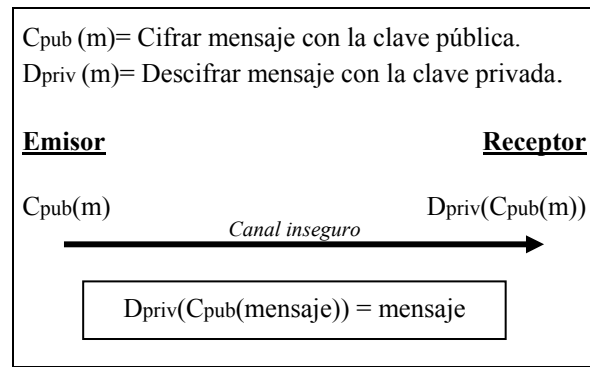 Cpub (m)= Cifrar mensaje con la clave pública.
Dpriv (m)= Descifrar mensaje con la clave privada.
Emisor Receptor
Cpub(m) Dpriv(Cpub(m))
Canal inseguro
Dpriv(Cpub(mensaje)) = mensaje